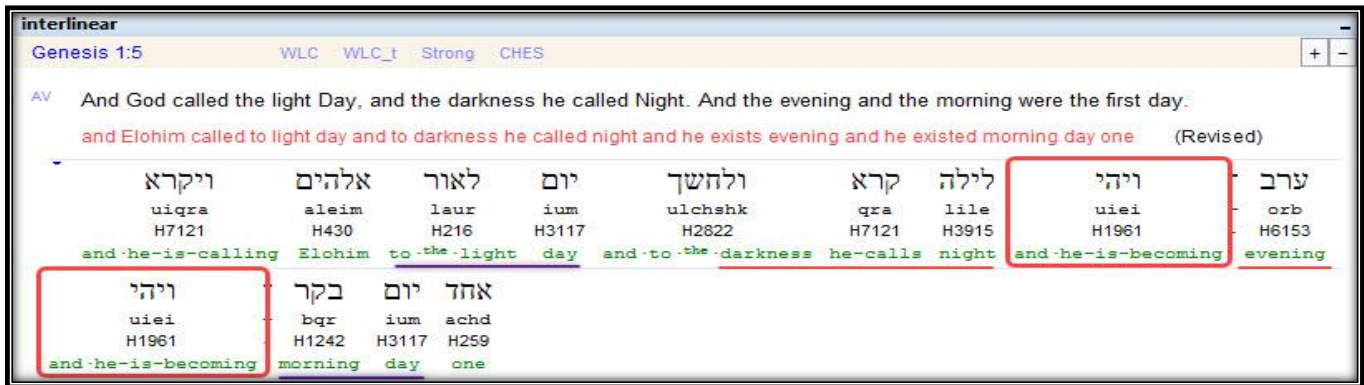 interlinear
Genesis 1:5 WLC WLC_t Strong CHES + -
AV And God called the light Day, and the darkness he called Night. And the evening and the morning were the first day.
and Elohim called to light day and to darkness he called night and he exists evening and he existed morning day one (Revised)
ויקרא אלהים לאור יום ולחשך קרא לילה ויהי ־ ערב
uiqra aleim laur ium ulchshk qra lile uiei - orb
H7121 H430 H216 H3117 H2822 H7121 H3915 H1961 - H6153
and·he-is-calling Elohim to·the·light day and·to·the·darkness he-calls night and·he-is-becoming evening
ויהי ־ בקר יום אחד
uiei - bqr ium achd
H1961 - H1242 H3117 H259
and·he-is-becoming morning day one